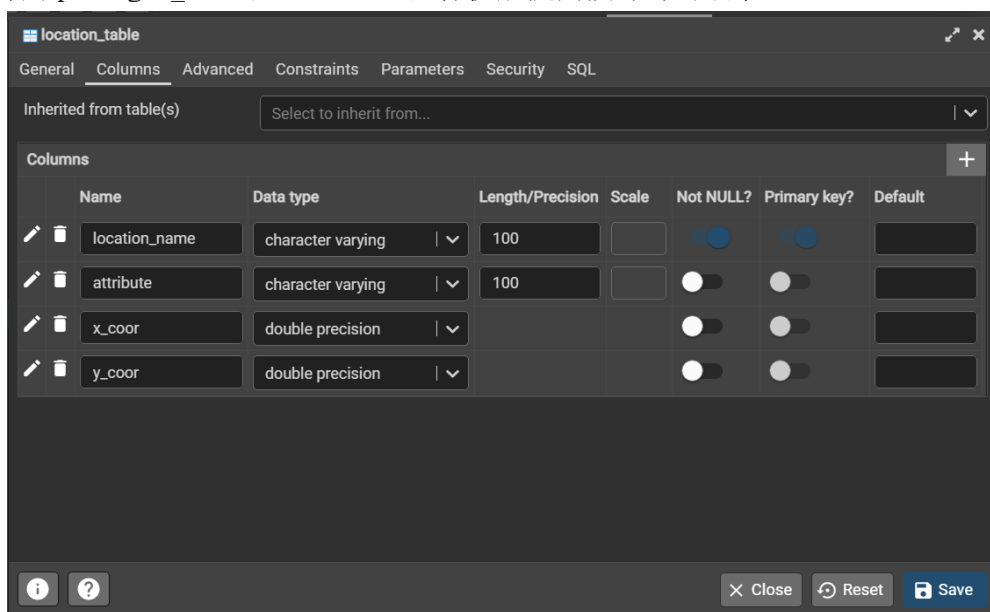 location_table
General Columns Advanced Constraints Parameters Security SQL
Inherited from table(s) Select to inherit from...
Columns
Name Data type Length/Precision Scale Not NULL? Primary key? Default
location_name character varying 100
attribute character varying 100
x_coor double precision
y_coor double precision
Close Reset Save